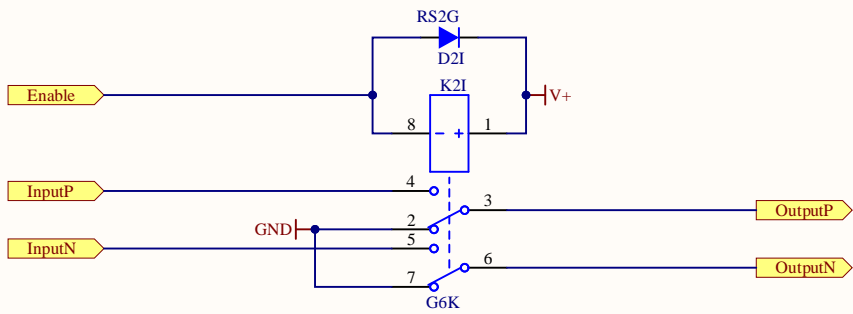 RS2G
D2I
K2I
Enable
V+
8
- +
1
InputP
4
3
OutputP
GND
2
InputN
5
6
OutputN
7
G6K